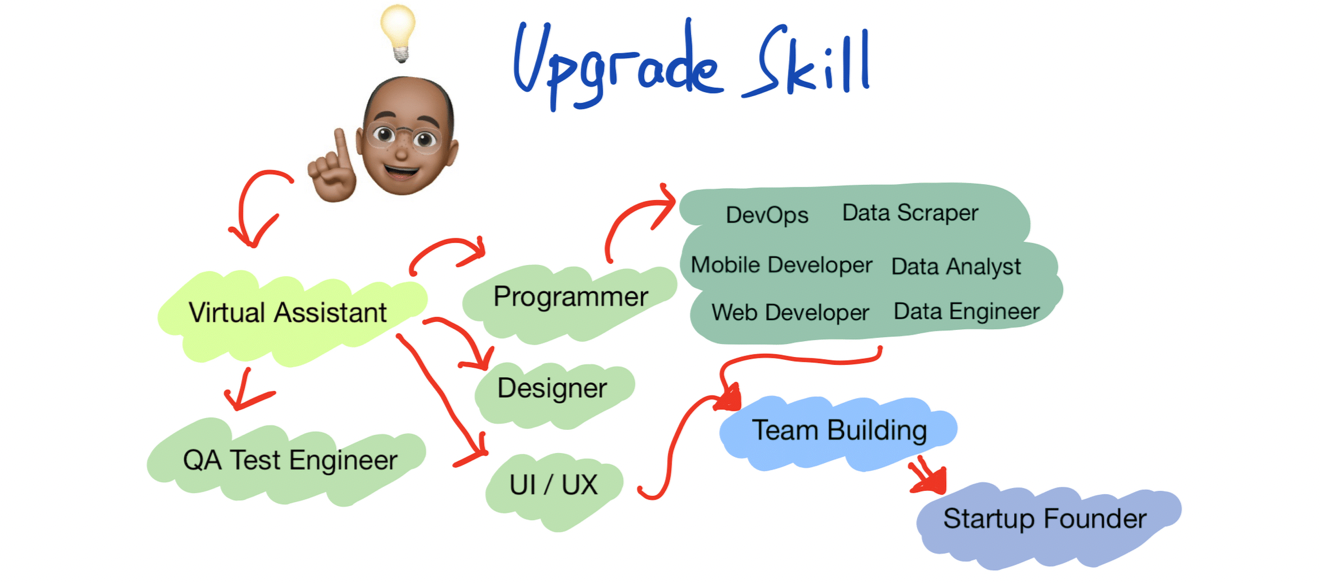 Upgrade Skill
DevOps
Data Scraper
Mobile Developer
Data Analyst
Web Developer
Data Engineer
Virtual Assistant
Programmer
Designer
QA Test Engineer
UI / UX
Team Building
Startup Founder